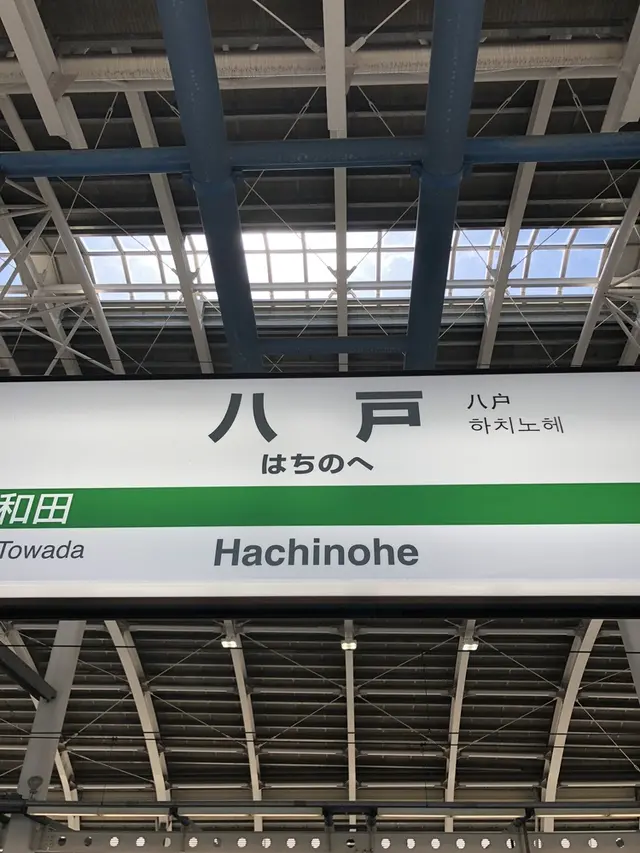 八戸
八户
하치노헤
はちのへ
和田
Towada
Hachinohe